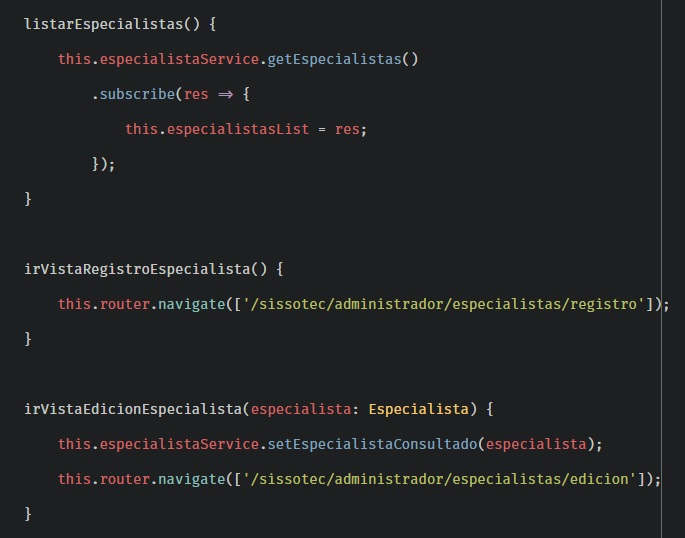 listarEspecialistas() {
this.especialistaService.getEspecialistas()
.subscribe(res => {
this.especialistasList = res;
});
}
irVistaRegistroEspecialista() {
this.router.navigate(['/sissotec/administrador/especialistas/registro']);
}
irVistaEdicionEspecialista(especialista: Especialista) {
this.especialistaService.setEspecialistaConsultado(especialista);
this.router.navigate(['/sissotec/administrador/especialistas/edicion']);
}